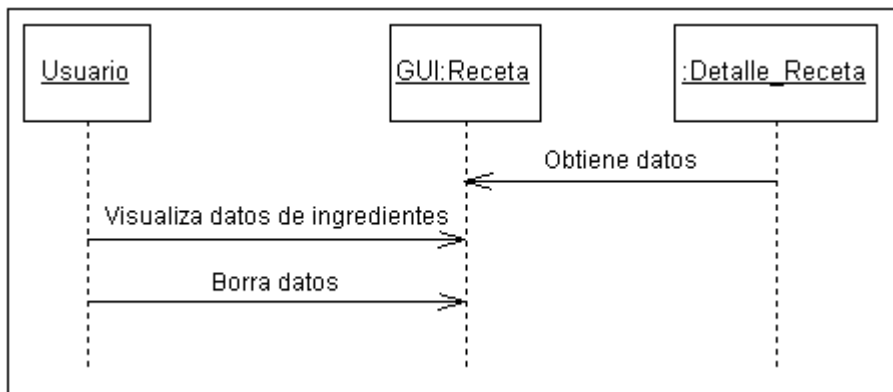 Usuario
GUI:Receta
:Detalle_Receta
Obtiene datos
Visualiza datos de ingredientes
Borra datos